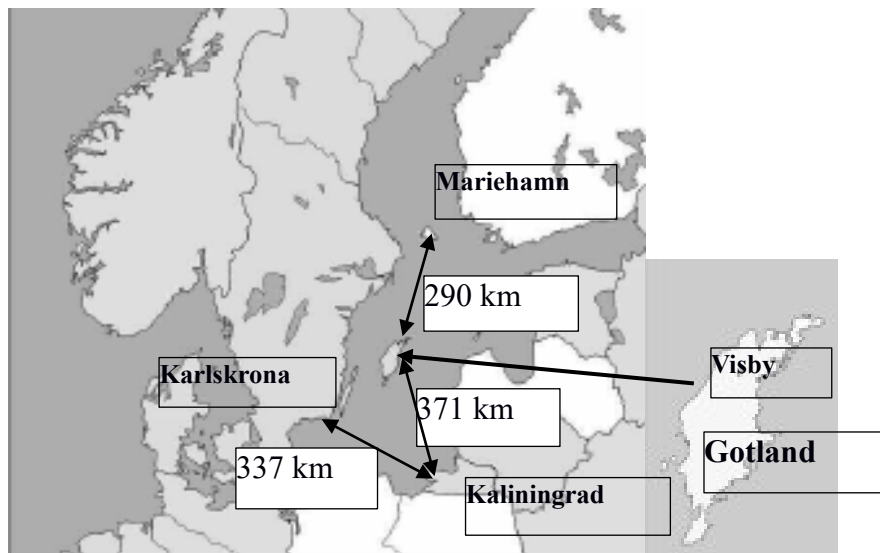 Mariehamn
290 km
Karlskrona
Visby
371 km
Gotland
337 km
Kaliningrad